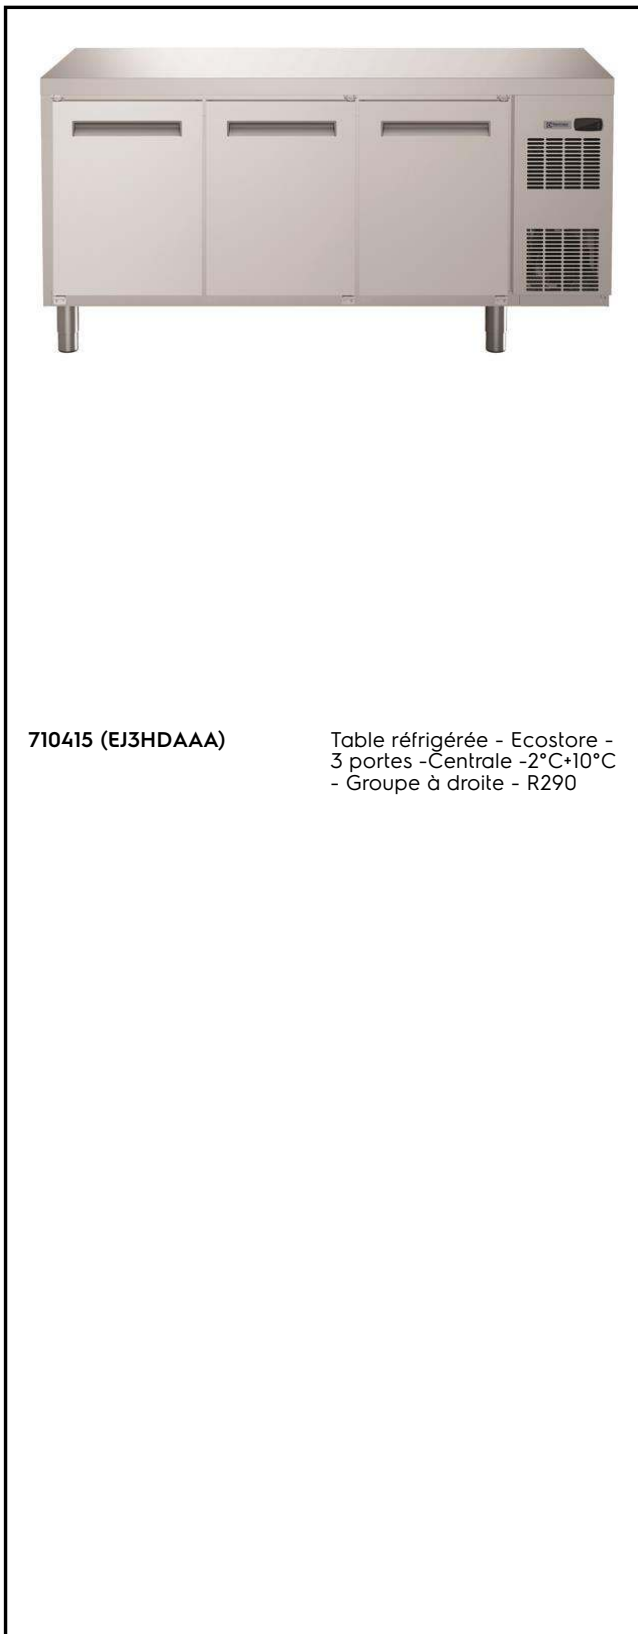 710415 (EJ3HDAAA)
Table réfrigérée - Ecostore -
3 portes -Centrale -2°C+10°C
- Groupe à droite - R290